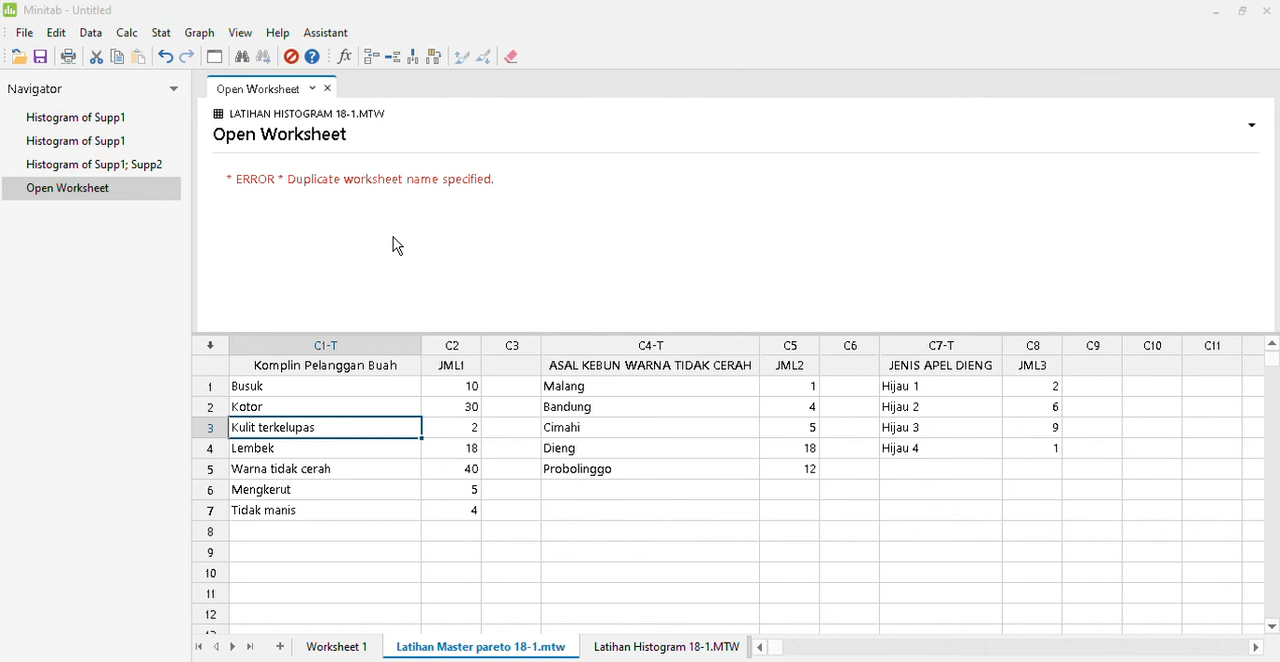 Minitab - Untitled
File Edit Data Calc Stat Graph View Help Assistant
fx
Navigator
Histogram of Supp1
Histogram of Supp1
Histogram of Supp1; Supp2
Open Worksheet
Open Worksheet
LATIHAN HISTOGRAM 18-1.MTW
Open Worksheet
* ERROR * Duplicate worksheet name specified.
C1-T C2 C3 C4-T C5 C6 C7-T C8 C9 C10 C11
Komplin Pelanggan Buah JML1 ASAL KEBUN WARNA TIDAK CERAH JML2 JENIS APEL DIENG JML3
1 Busuk 10 Malang 1 Hijau 1 2
2 Kotor 30 Bandung 4 Hijau 2 6
3 Kulit terkelupas 2 Cimahi 5 Hijau 3 9
4 Lembek 18 Dieng 18 Hijau 4 1
5 Warna tidak cerah 40 Probolinggo 12
6 Mengkerut 5
7 Tidak manis 4
8
9
10
11
12
Worksheet 1 Latihan Master pareto 18-1.mtw Latihan Histogram 18-1.MTW